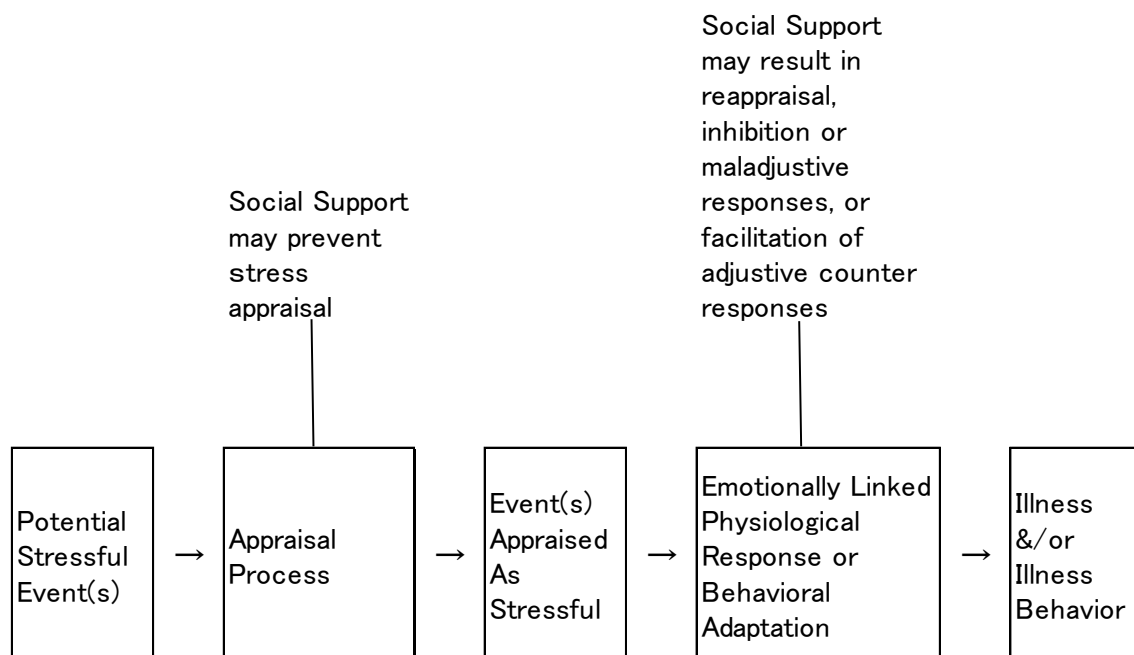 Social Support
may result in
reappraisal,
inhibition or
maladjustive
responses, or
facilitation of
adjustive counter
responses
Social Support
may prevent
stress
appraisal
Potential
Stressful
Event(s)
→
Appraisal
Process
→
Event(s)
Appraised
As
Stressful
→
Emotionally Linked
Physiological
Response or
Behavioral
Adaptation
→
Illness
&/or
Illness
Behavior